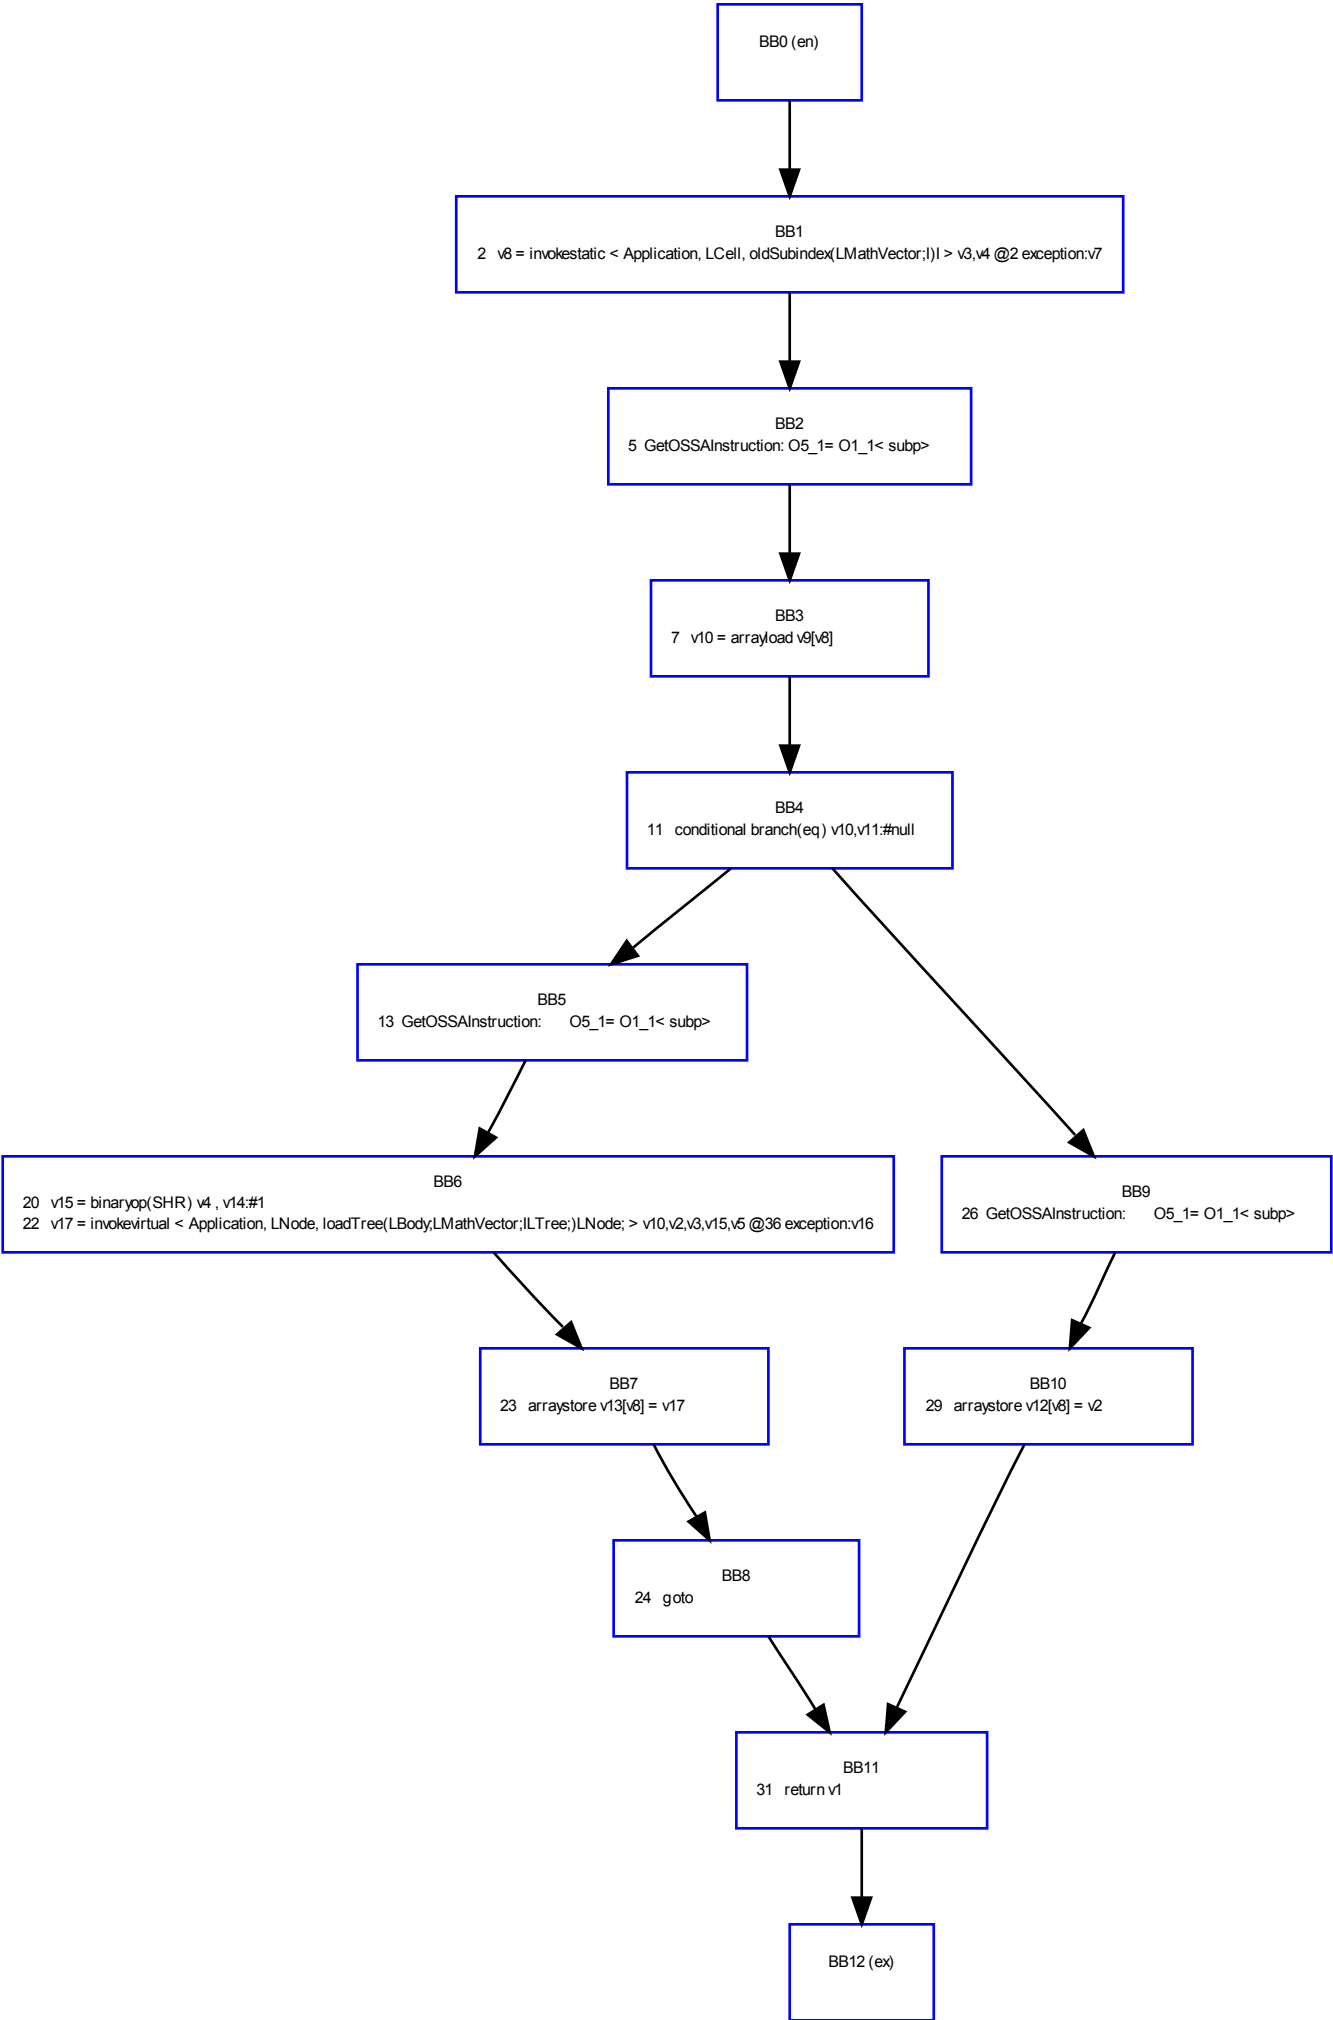 BB0 (en)
BB1
2 v8 = invokestatic < Application, LCell, oldSubindex(LMathVector;I)I > v3,v4 @2 exception:v7
BB2
5 GetOSSAInstruction: O5_1= O1_1< subp>
BB3
7 v10 = arrayload v9[v8]
BB4
11 conditional branch(eq) v10,v11:#null
BB5
13 GetOSSAInstruction: O5_1= O1_1< subp>
BB6
20 v15 = binaryop(SHR) v4 , v14:#1
22 v17 = invokevirtual < Application, LNode, loadTree(LBody;LMathVector;ILTree;)LNode; > v10,v2,v3,v15,v5 @36 exception:v16
BB9
26 GetOSSAInstruction: O5_1= O1_1< subp>
BB7
23 arraystore v13[v8] = v17
BB10
29 arraystore v12[v8] = v2
BB8
24 goto
BB11
31 return v1
BB12 (ex)